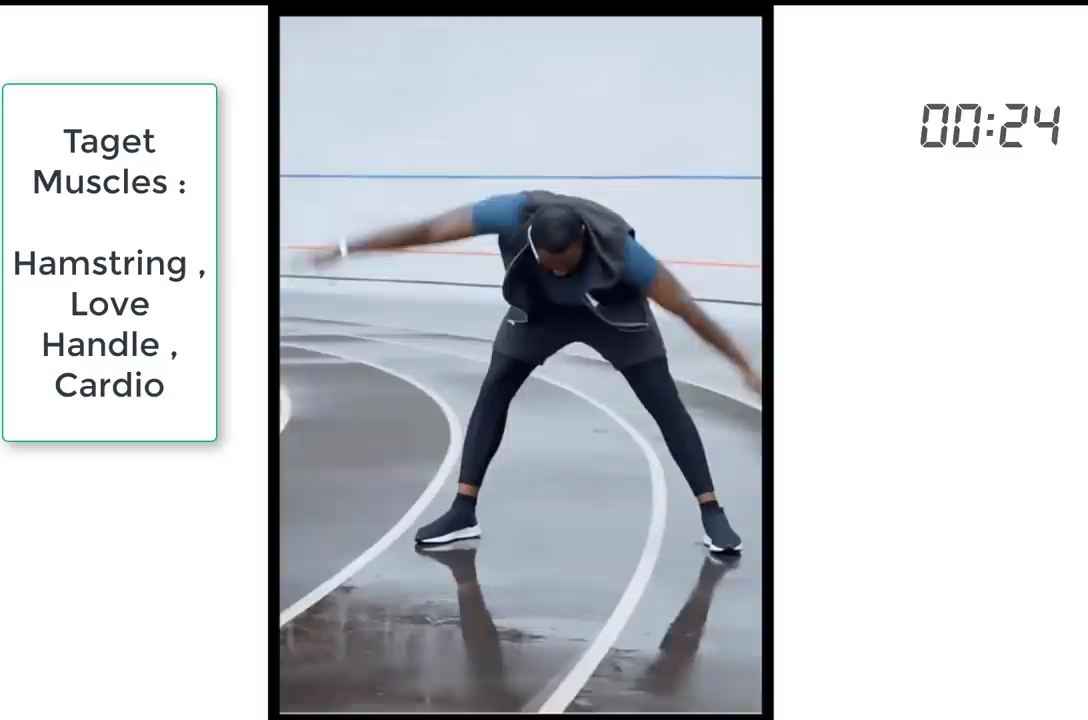 Taget
Muscles :
Hamstring ,
Love
Handle ,
Cardio
00:24